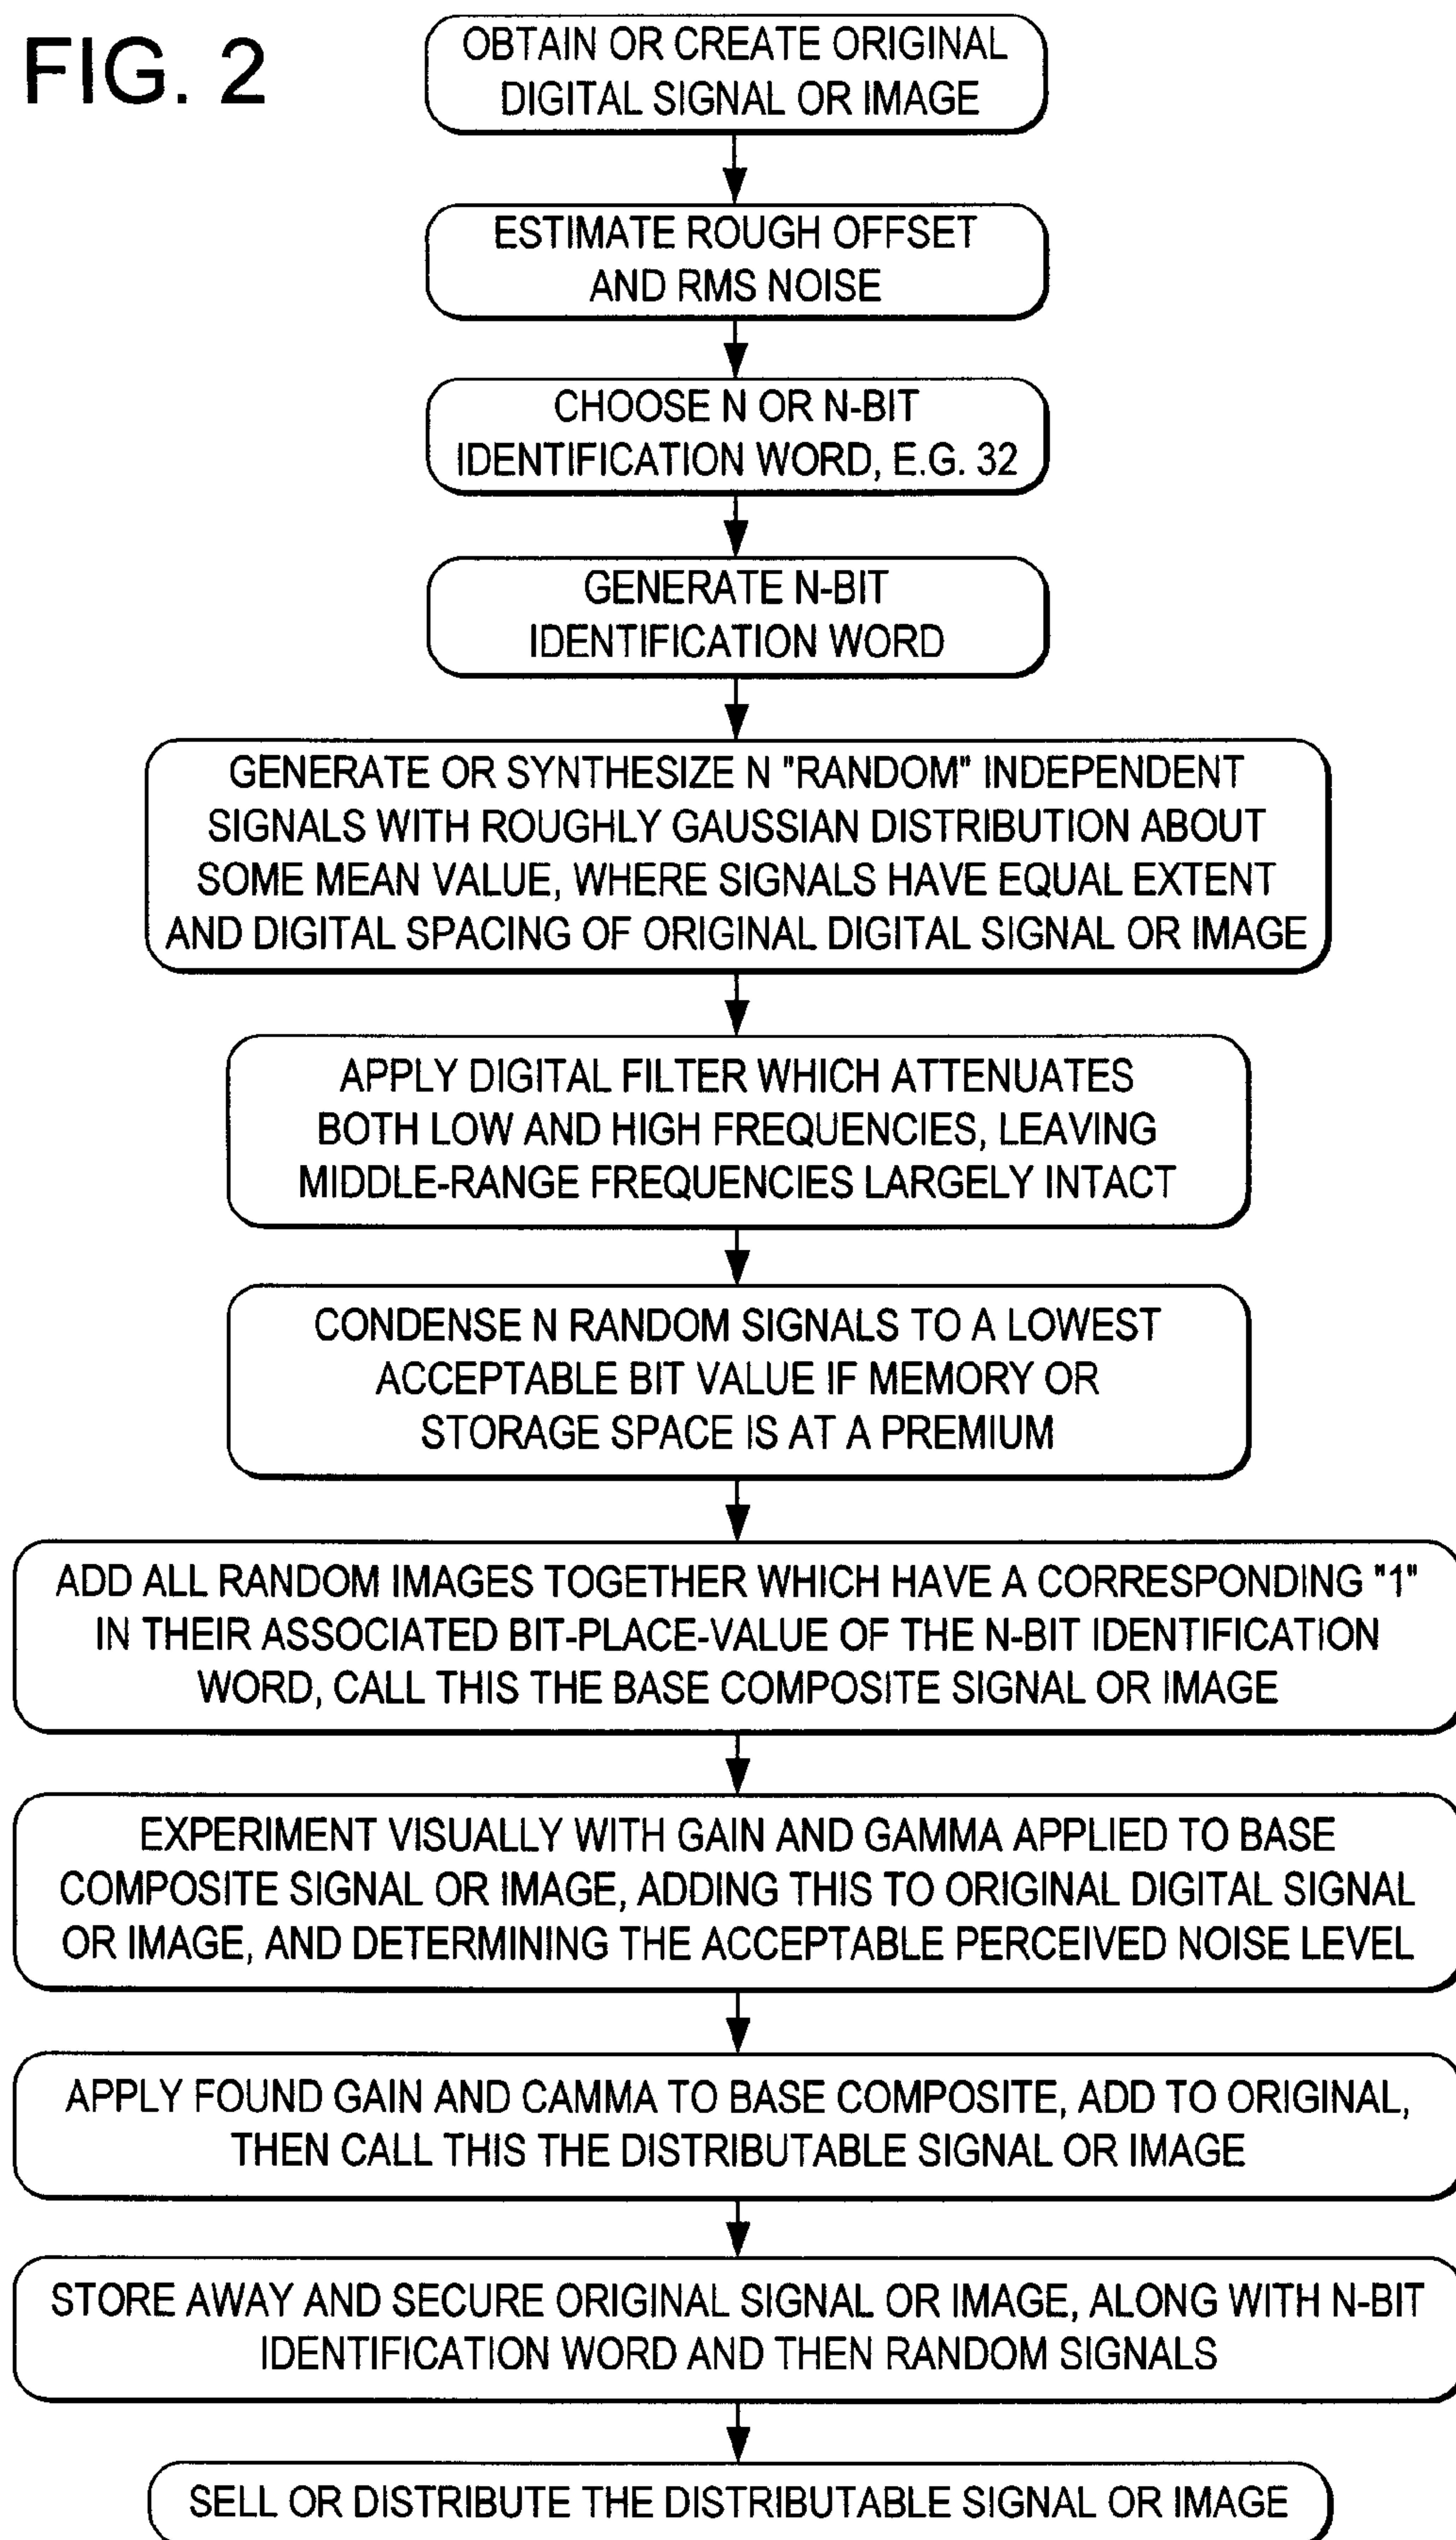 FIG. 2
OBTAIN OR CREATE ORIGINAL
DIGITAL SIGNAL OR IMAGE
ESTIMATE ROUGH OFFSET
AND RMS NOISE
CHOOSE N OR N-BIT
IDENTIFICATION WORD, E.G. 32
GENERATE N-BIT
IDENTIFICATION WORD
GENERATE OR SYNTHESIZE N "RANDOM" INDEPENDENT
SIGNALS WITH ROUGHLY GAUSSIAN DISTRIBUTION ABOUT
SOME MEAN VALUE, WHERE SIGNALS HAVE EQUAL EXTENT
AND DIGITAL SPACING OF ORIGINAL DIGITAL SIGNAL OR IMAGE
APPLY DIGITAL FILTER WHICH ATTENUATES
BOTH LOW AND HIGH FREQUENCIES, LEAVING
MIDDLE-RANGE FREQUENCIES LARGELY INTACT
CONDENSE N RANDOM SIGNALS TO A LOWEST
ACCEPTABLE BIT VALUE IF MEMORY OR
STORAGE SPACE IS AT A PREMIUM
ADD ALL RANDOM IMAGES TOGETHER WHICH HAVE A CORRESPONDING "1"
IN THEIR ASSOCIATED BIT-PLACE-VALUE OF THE N-BIT IDENTIFICATION
WORD, CALL THIS THE BASE COMPOSITE SIGNAL OR IMAGE
EXPERIMENT VISUALLY WITH GAIN AND GAMMA APPLIED TO BASE
COMPOSITE SIGNAL OR IMAGE, ADDING THIS TO ORIGINAL DIGITAL SIGNAL
OR IMAGE, AND DETERMINING THE ACCEPTABLE PERCEIVED NOISE LEVEL
APPLY FOUND GAIN AND CAMMA TO BASE COMPOSITE, ADD TO ORIGINAL,
THEN CALL THIS THE DISTRIBUTABLE SIGNAL OR IMAGE
STORE AWAY AND SECURE ORIGINAL SIGNAL OR IMAGE, ALONG WITH N-BIT
IDENTIFICATION WORD AND THEN RANDOM SIGNALS
SELL OR DISTRIBUTE THE DISTRIBUTABLE SIGNAL OR IMAGE